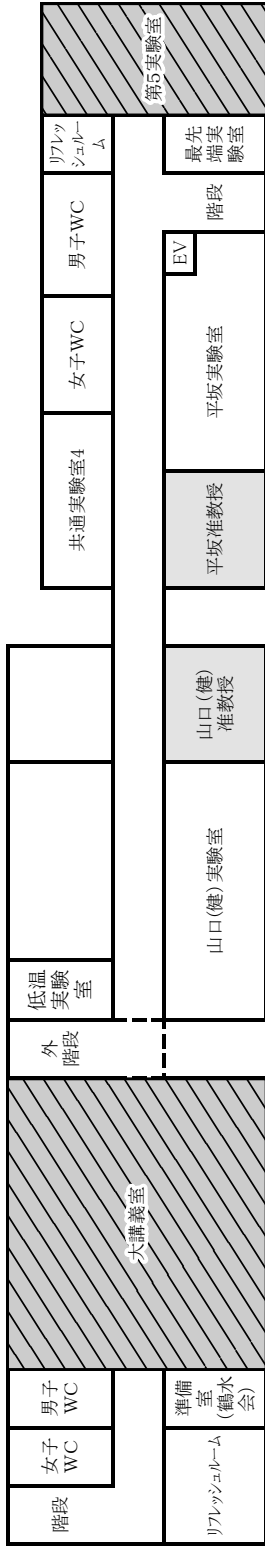 階段
女子
WC
男子
WC
大講義室
外
階段
低温
実験
室
共通実験室4
女子WC
男子WC
リフレッ
シュルー
ム
第5実験室
リフレッシュルーム
準備
室
(鶴水
会)
山口(健)実験室
山口(健)
准教授
平坂准教授
平坂実験室
EV
階段
最先
端実
験室